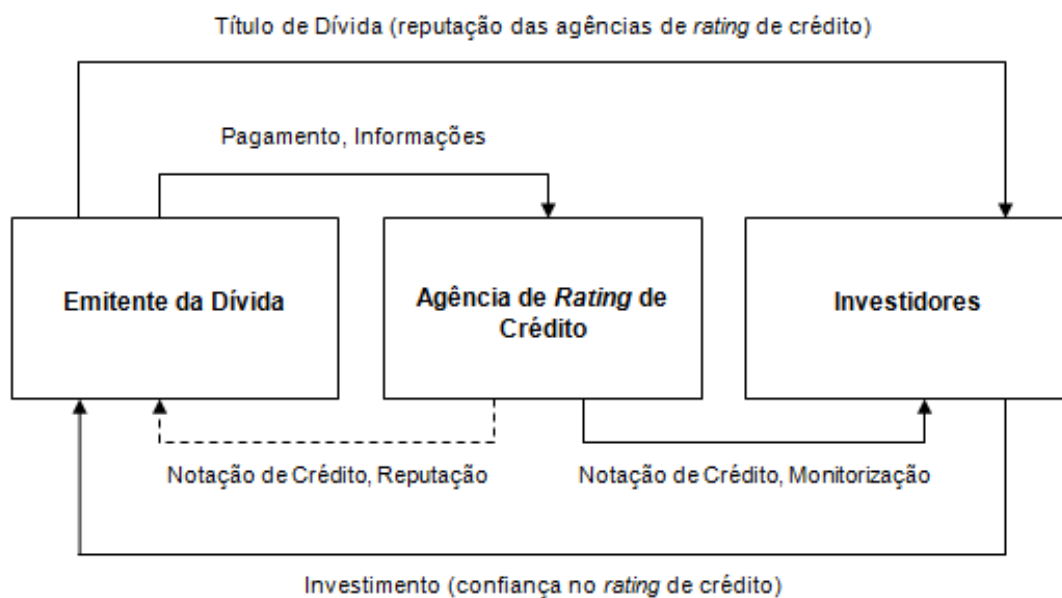 Título de Dívida (reputação das agências de rating de crédito)
Pagamento, Informações
Emitente da Dívida
Agência de Rating de
Crédito
Investidores
Notação de Crédito, Reputação
Notação de Crédito, Monitorização
Investimento (confiança no rating de crédito)